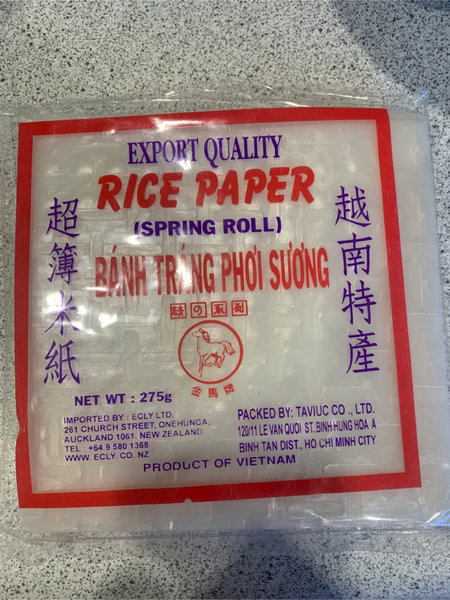 EXPORT QUALITY
RICE PAPER
(SPRING ROLL)
BÁNH TRÁNG PHƠI SƯƠNG
超簿米紙
越南特產
金馬牌
NET WT : 275g
IMPORTED BY : ECLY LTD.
261 CHURCH STREET, ONEHUNGA,
AUCKLAND 1061, NEW ZEALAND.
TEL. : +64 9 580 1368
WWW. ECLY. CO. NZ
PACKED BY: TAVIUC CO ., LTD.
120/11 LE VAN QUOI ST. BINH HUNG HOA A
BINH TAN DIST., HO CHI MINH CITY
PRODUCT OF VIETNAM